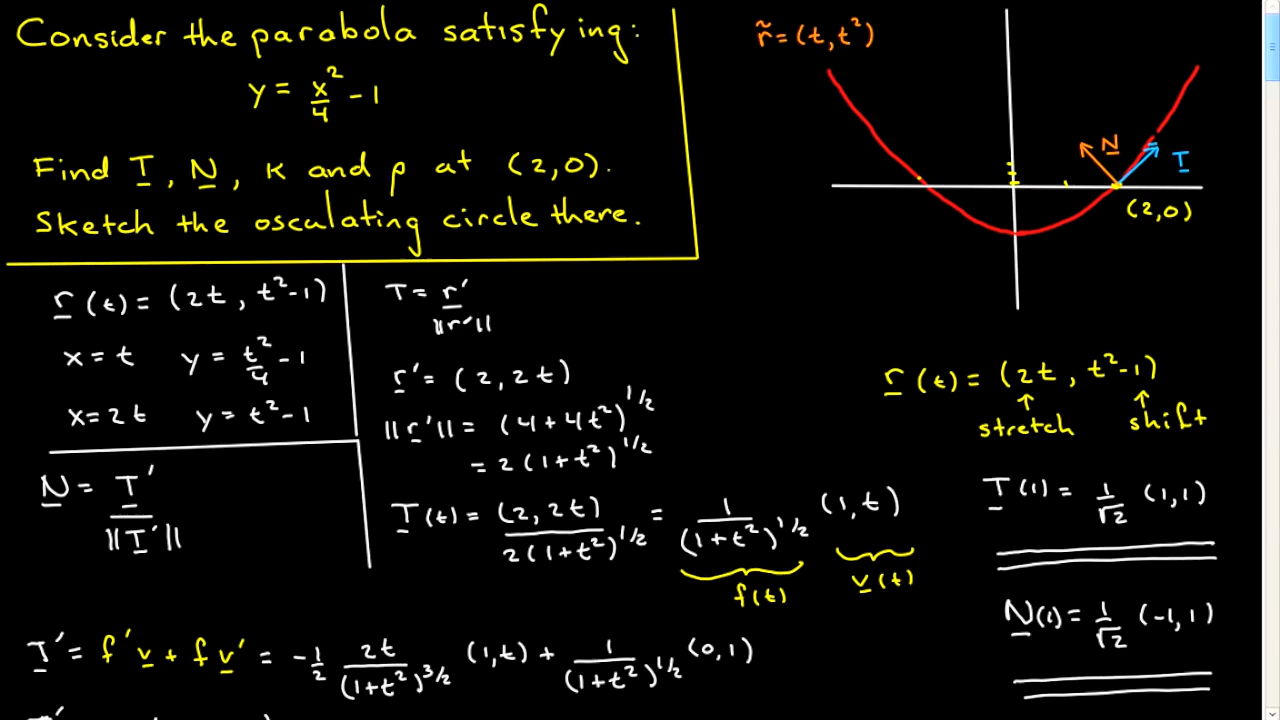 Consider the parabola satisfying:
y = x²/4 - 1
Find T, N, κ and ρ at (2,0).
Sketch the osculating circle there.
r̃ = (t, t²)
N
T
(2,0)
r(t) = (2t, t²-1)
x = t   y = t²/4 - 1
x = 2t   y = t²-1
N = T'/||T'||
T = r'/||r'||
r' = (2, 2t)
||r'|| = (4+4t²)^1/2
= 2(1+t²)^1/2
T(t) = (2, 2t)/2(1+t²)^1/2 = 1/(1+t²)^1/2 (1, t)
f(t)   v(t)
r(t) = (2t, t²-1)
↑   ↑
stretch   shift
T(1) = 1/√2 (1,1)
N(1) = 1/√2 (-1,1)
T' = f'v + fv' = -1/2 2t/(1+t²)^3/2 (1,t) + 1/(1+t²)^1/2 (0,1)